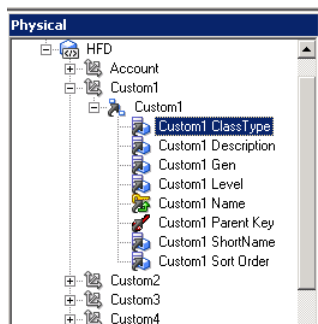 Physical
HFD
Account
Custom1
Custom1
Custom1 ClassType
Custom1 Description
Custom1 Gen
Custom1 Level
Custom1 Name
Custom1 Parent Key
Custom1 ShortName
Custom1 Sort Order
Custom2
Custom3
Custom4